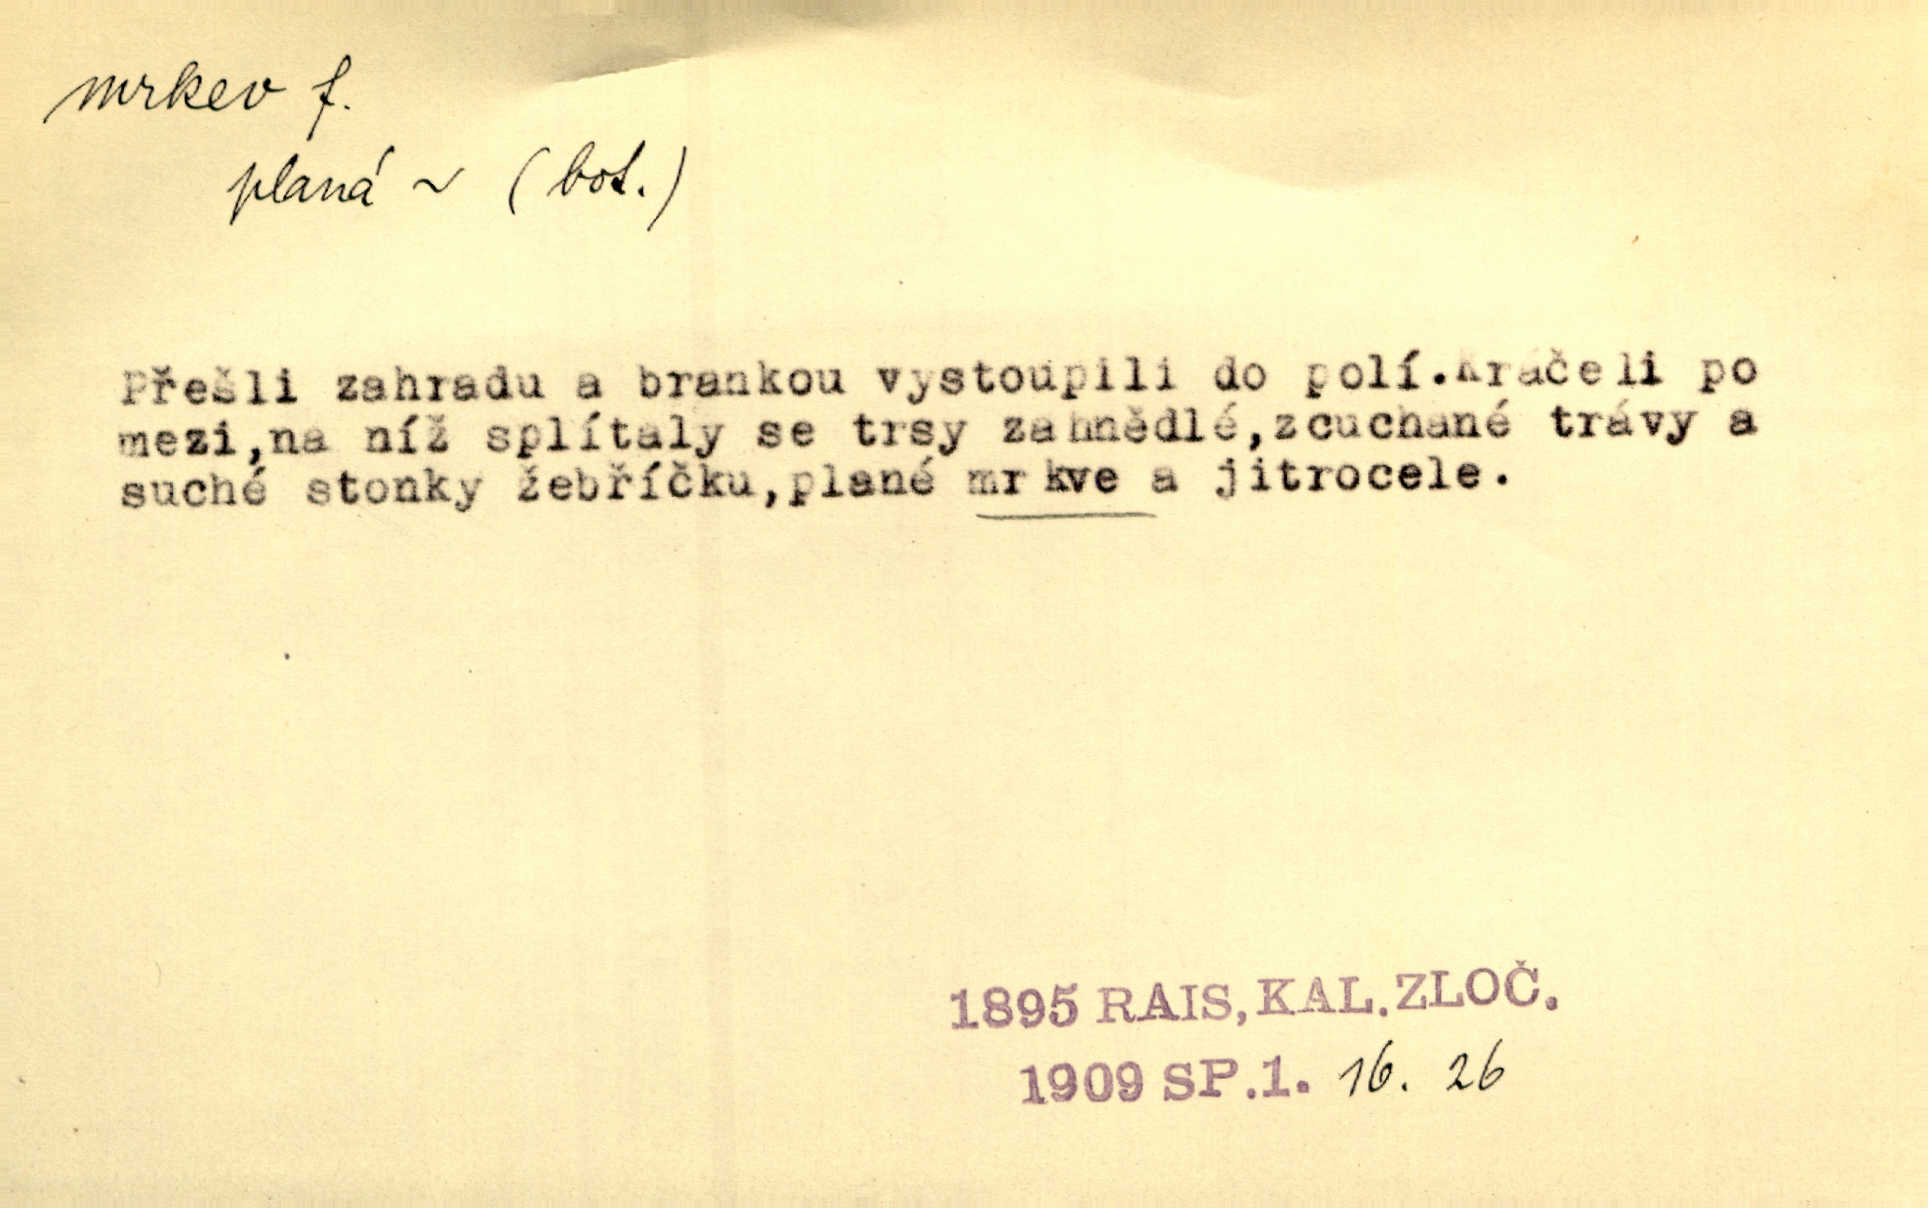 mrkev f.
planá ~ (bot.)
Přešli zahradu a brankou vystoupili do polí.Kráčeli po
mezi,na níž splítaly se trsy zahnědlé,zcuchané trávy a
suché stonky žebříčku,plané mrkve a jitrocele.
1895 RAIS,KAL.ZLOČ.
1909 SP.1. 16. 26